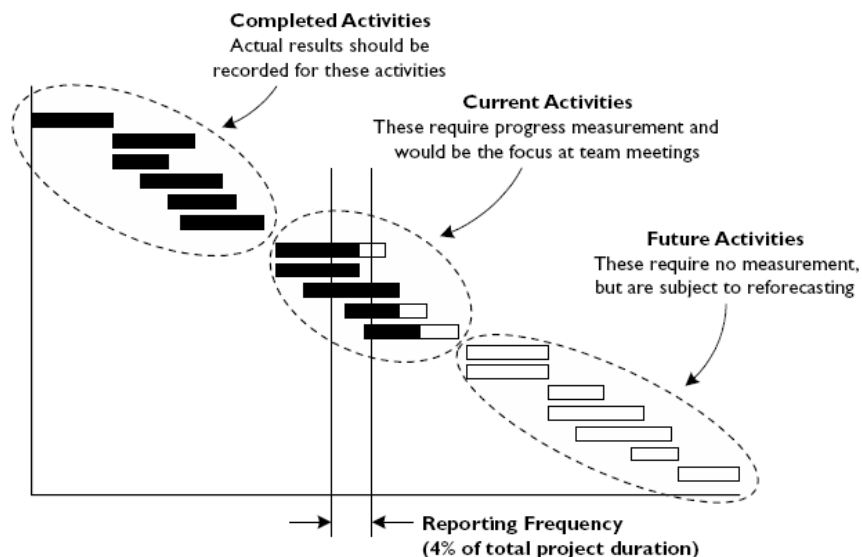 Completed Activities
Actual results should be
recorded for these activities
Current Activities
These require progress measurement and
would be the focus at team meetings
Future Activities
These require no measurement,
but are subject to reforecasting
Reporting Frequency
(4% of total project duration)